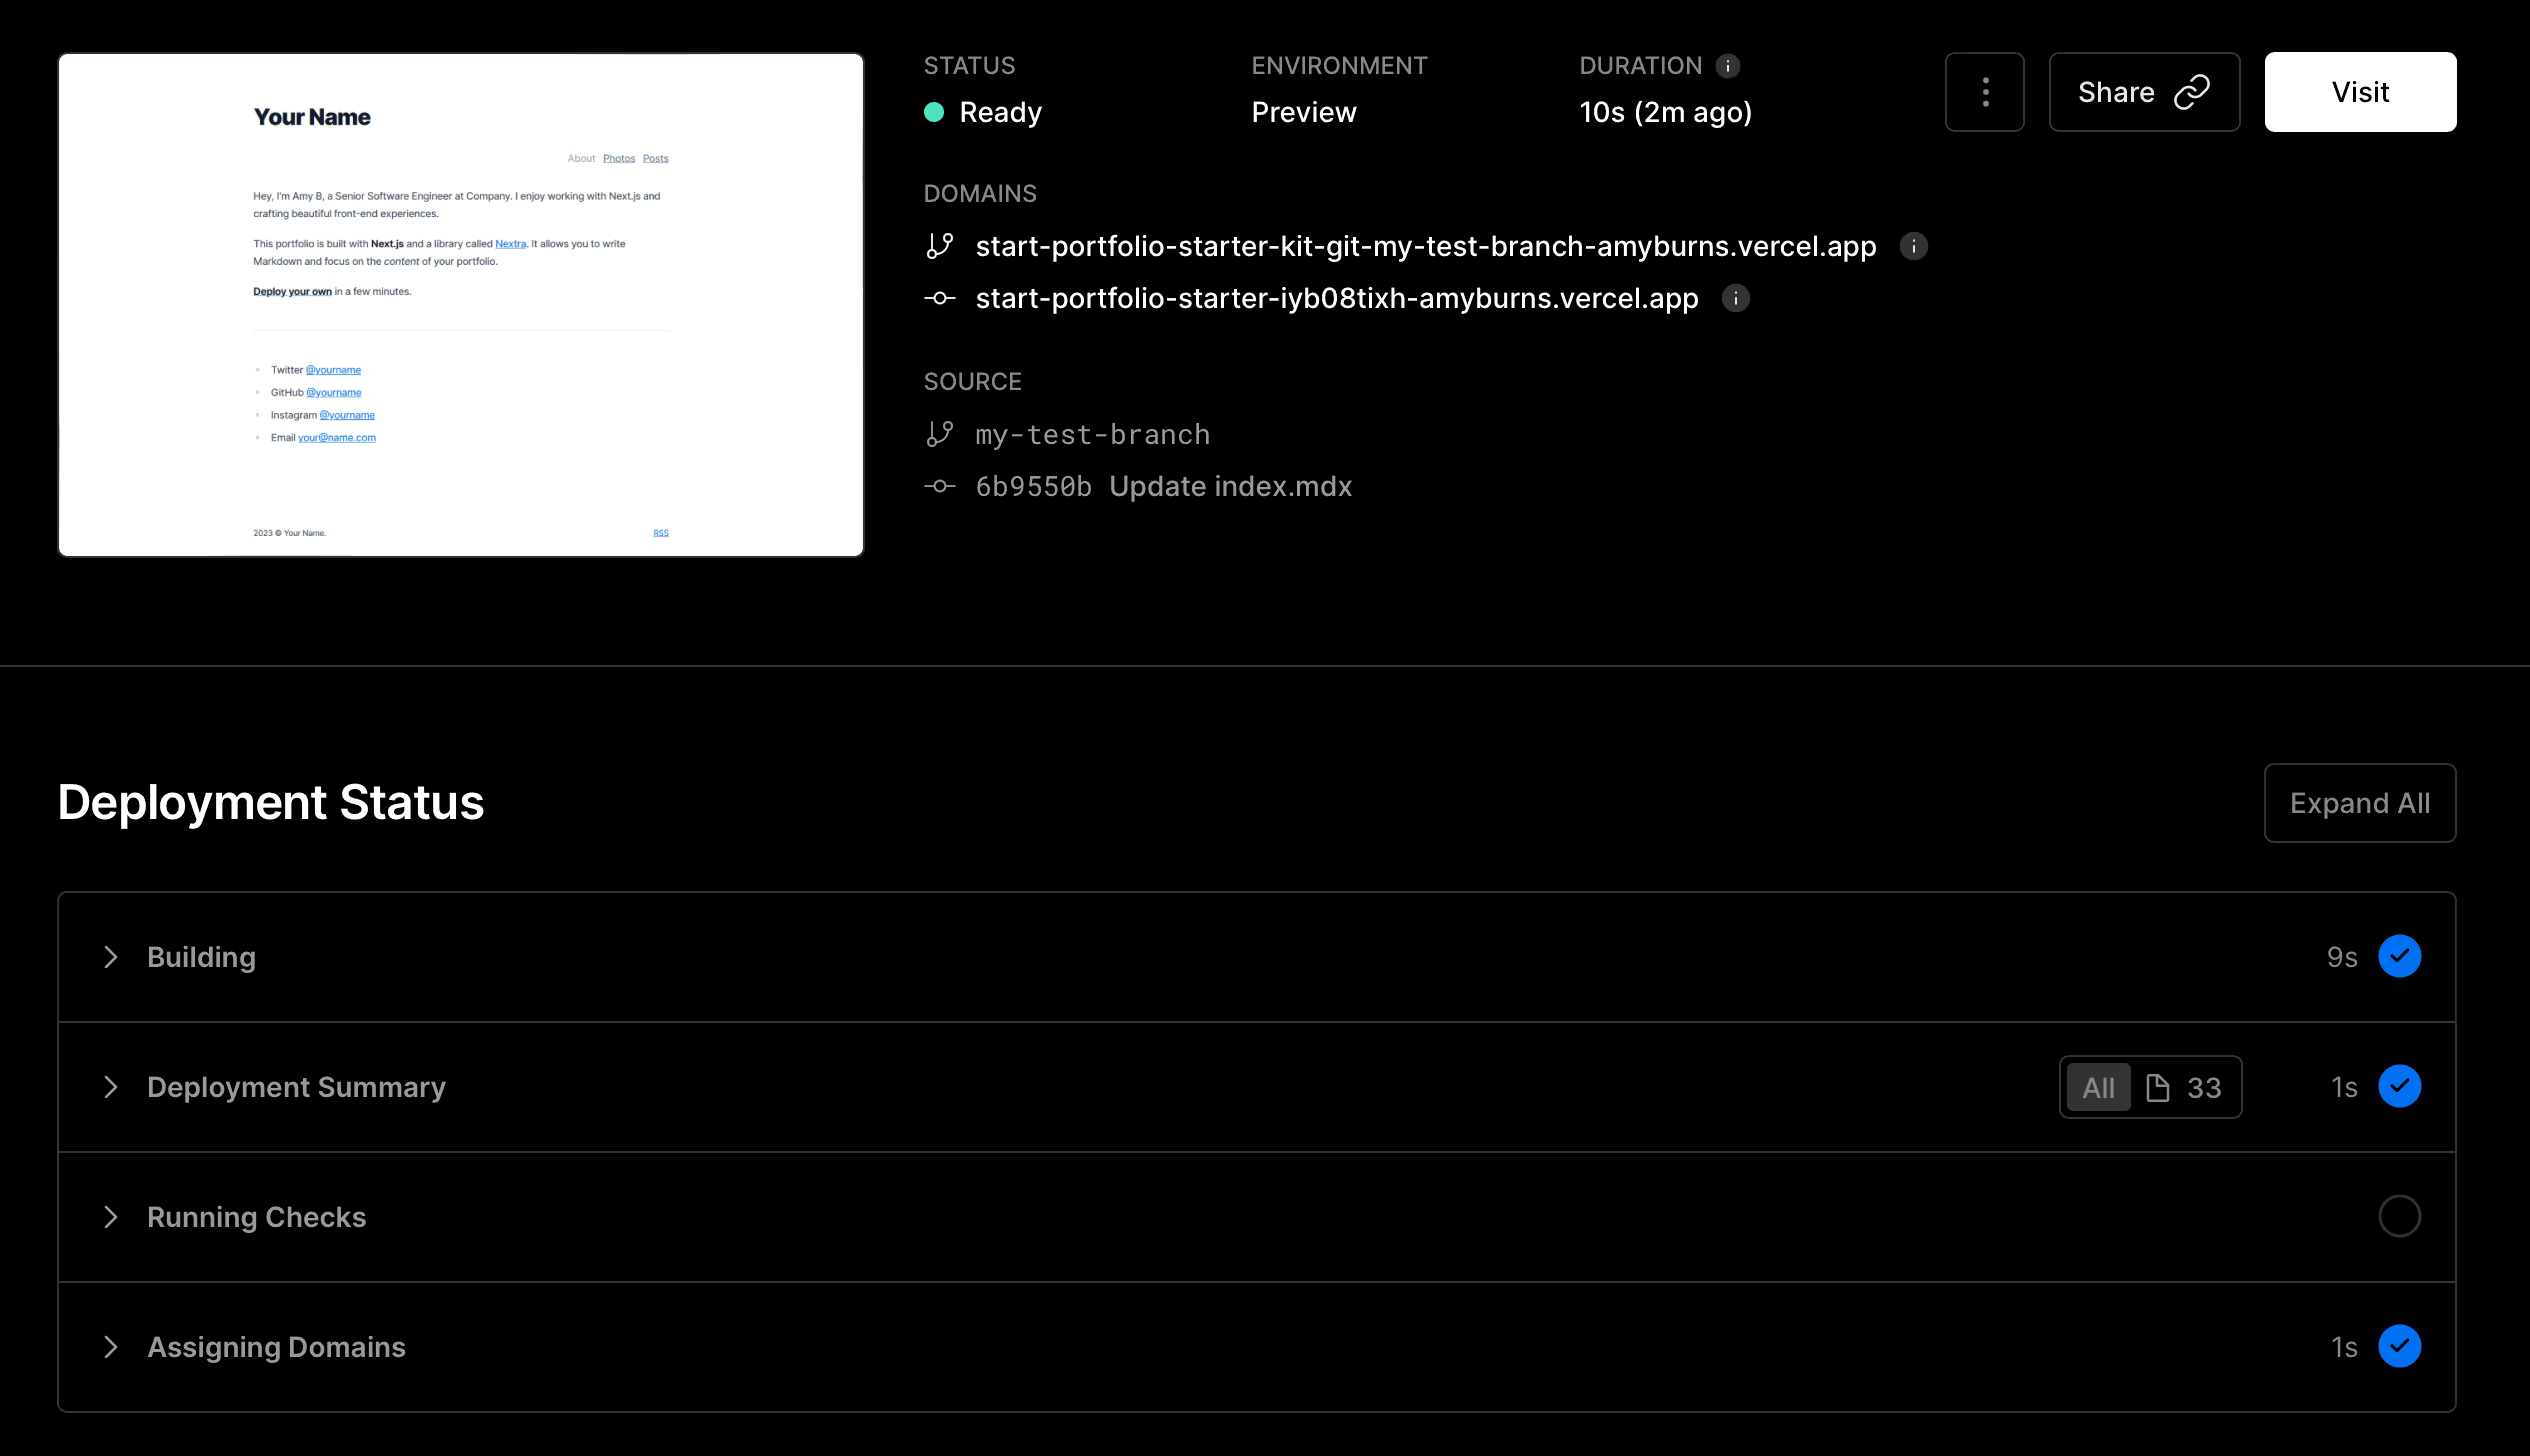 Your Name
About Photos Posts
Hey, I'm Amy B, a Senior Software Engineer at Company. I enjoy working with Next.js and
crafting beautiful front-end experiences.
This portfolio is built with Next.js and a library called Nextra. It allows you to write
Markdown and focus on the content of your portfolio.
Deploy your own in a few minutes.
Twitter @yourname
GitHub @yourname
Instagram @yourname
Email your@name.com
2023 © Your Name. RSS
STATUS ENVIRONMENT DURATION
Ready Preview 10s (2m ago)
Share Visit
DOMAINS
start-portfolio-starter-kit-git-my-test-branch-amyburns.vercel.app
start-portfolio-starter-iyb08tixh-amyburns.vercel.app
SOURCE
my-test-branch
6b9550b Update index.mdx
Deployment Status Expand All
Building 9s
Deployment Summary All 33 1s
Running Checks
Assigning Domains 1s